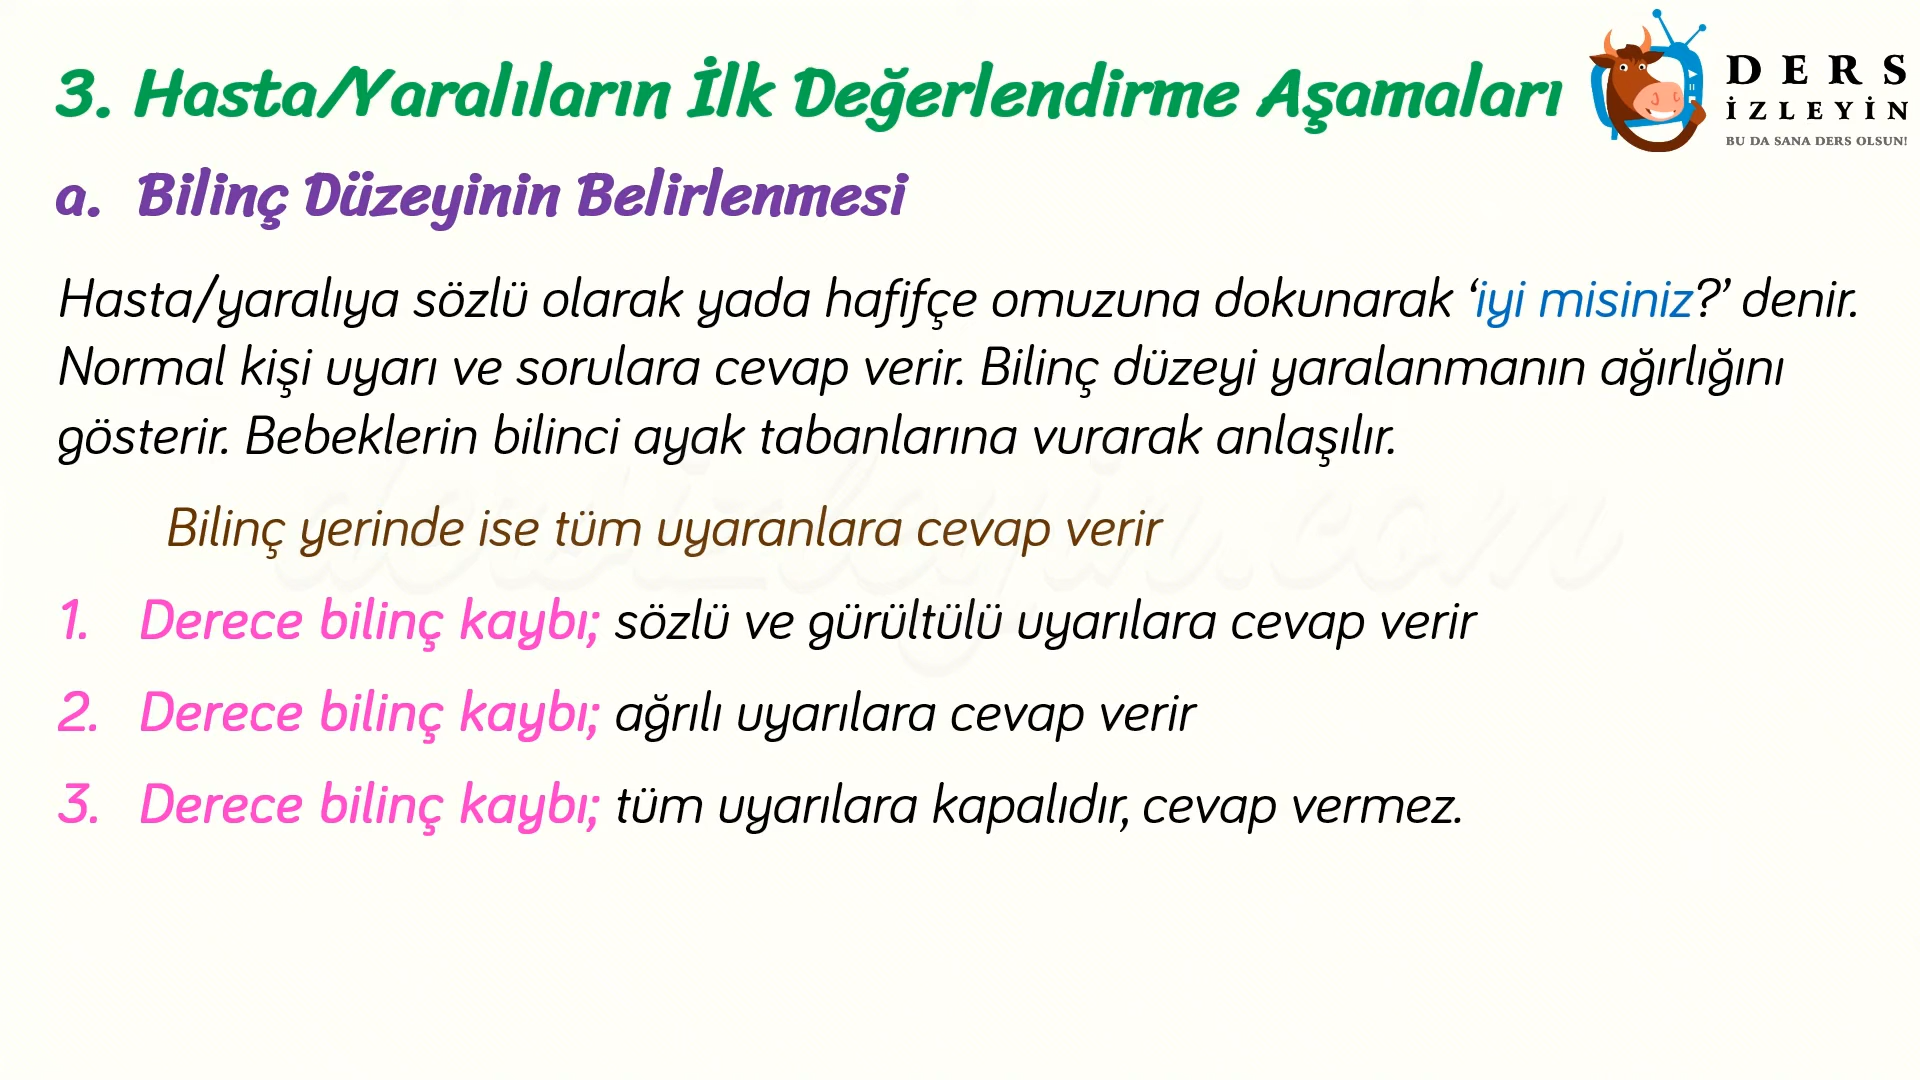 3. Hasta/Yaralıların İlk Değerlendirme Aşamaları
DERS
İZLEYİN
BU DA SANA DERS OLSUN!
a. Bilinç Düzeyinin Belirlenmesi
Hasta/yaralıya sözlü olarak yada hafifçe omuzuna dokunarak ‘iyi misiniz?’ denir.
Normal kişi uyarı ve sorulara cevap verir. Bilinç düzeyi yaralanmanın ağırlığını
gösterir. Bebeklerin bilinci ayak tabanlarına vurarak anlaşılır.
dersizleyin.com
Bilinç yerinde ise tüm uyaranlara cevap verir
1. Derece bilinç kaybı; sözlü ve gürültülü uyarılara cevap verir
2. Derece bilinç kaybı; ağrılı uyarılara cevap verir
3. Derece bilinç kaybı; tüm uyarılara kapalıdır, cevap vermez.